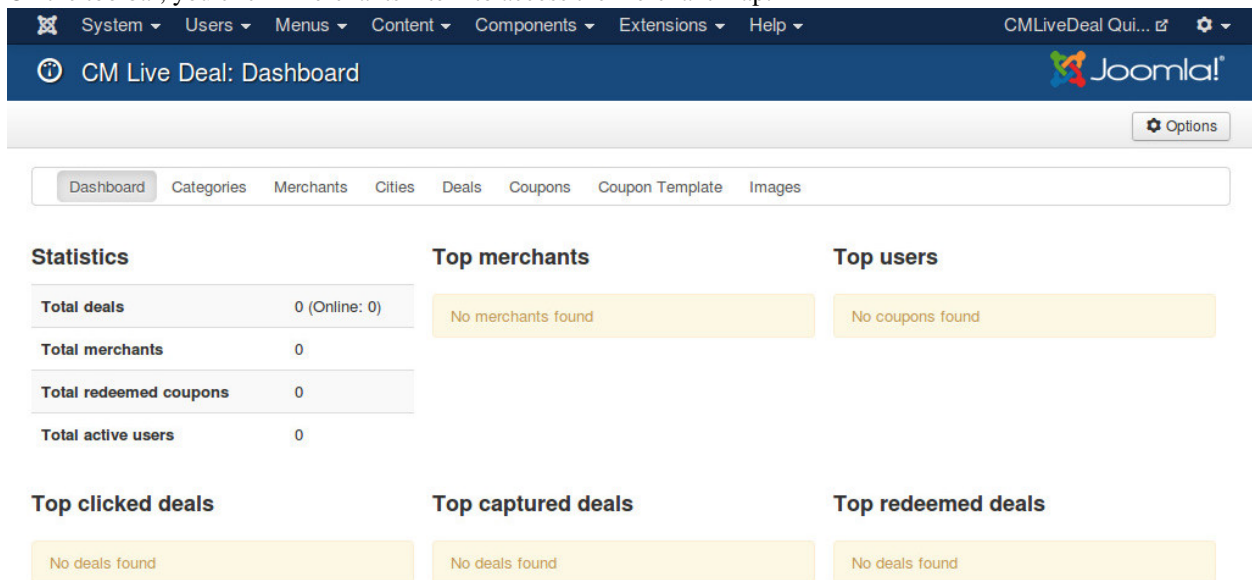 System Users Menus Content Components Extensions Help CMLiveDeal Qui...
CM Live Deal: Dashboard Joomla!
Options
Dashboard Categories Merchants Cities Deals Coupons Coupon Template Images
Statistics Top merchants Top users
Total deals 0 (Online: 0) No merchants found No coupons found
Total merchants 0
Total redeemed coupons 0
Total active users 0
Top clicked deals Top captured deals Top redeemed deals
No deals found No deals found No deals found